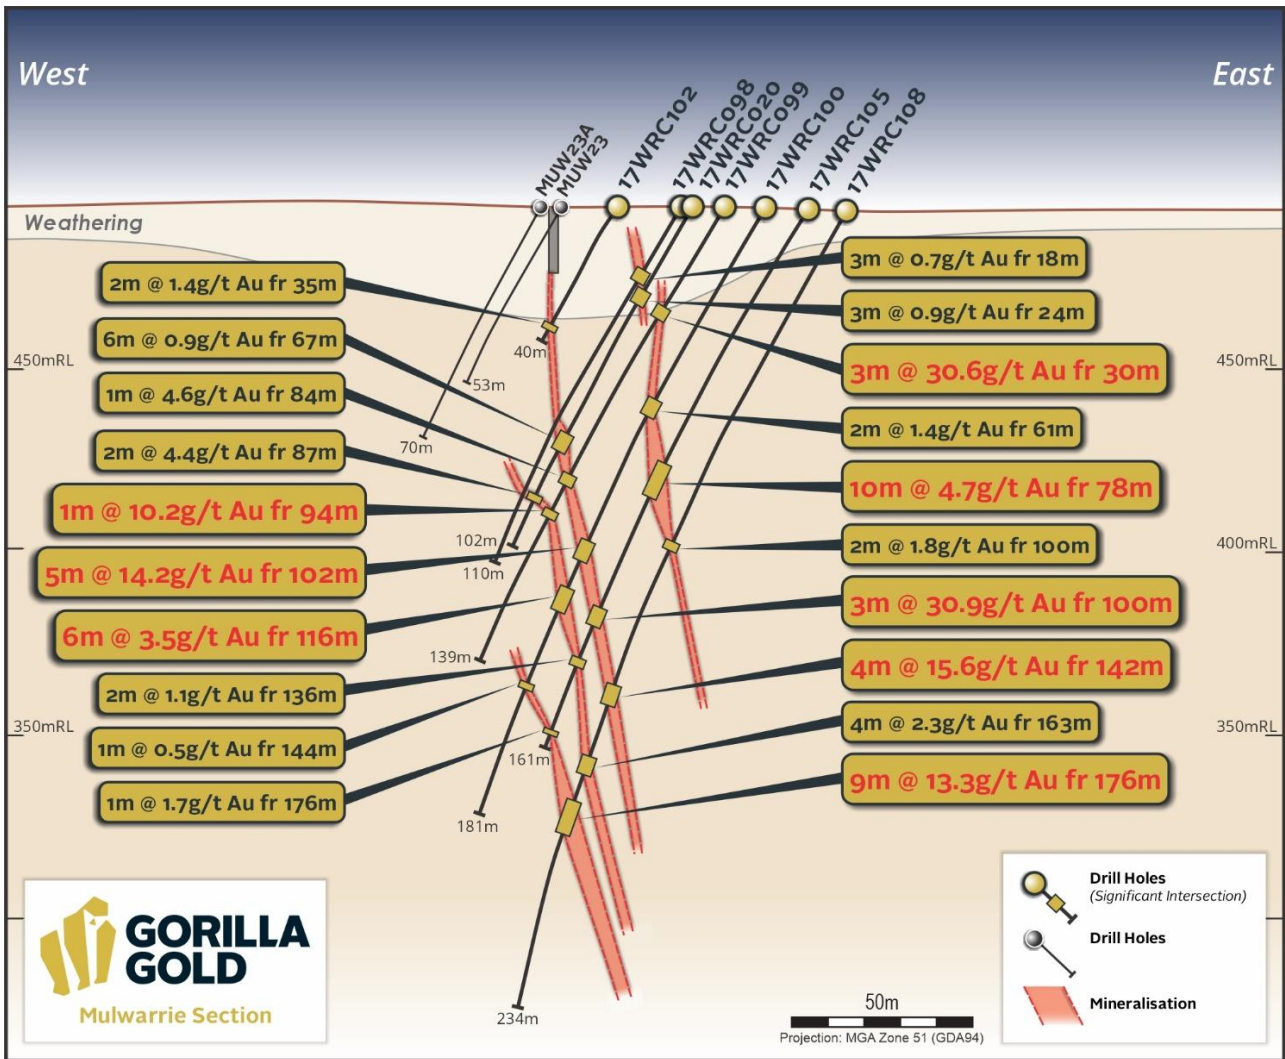 West
East
MUW23A
MUW23
17WRC102
17WRC098
17WRC020
17WRC099
17WRC100
17WRC105
17WRC108
Weathering
2m @ 1.4g/t Au fr 35m
6m @ 0.9g/t Au fr 67m
1m @ 4.6g/t Au fr 84m
2m @ 4.4g/t Au fr 87m
1m @ 10.2g/t Au fr 94m
5m @ 14.2g/t Au fr 102m
6m @ 3.5g/t Au fr 116m
2m @ 1.1g/t Au fr 136m
1m @ 0.5g/t Au fr 144m
1m @ 1.7g/t Au fr 176m
3m @ 0.7g/t Au fr 18m
3m @ 0.9g/t Au fr 24m
3m @ 30.6g/t Au fr 30m
2m @ 1.4g/t Au fr 61m
10m @ 4.7g/t Au fr 78m
2m @ 1.8g/t Au fr 100m
3m @ 30.9g/t Au fr 100m
4m @ 15.6g/t Au fr 142m
4m @ 2.3g/t Au fr 163m
9m @ 13.3g/t Au fr 176m
450mRL
350mRL
450mRL
400mRL
350mRL
40m
53m
70m
102m
110m
139m
161m
181m
234m
GORILLA
GOLD
Mulwarrie Section
50m
Projection: MGA Zone 51 (GDA94)
Drill Holes
(Significant Intersection)
Drill Holes
Mineralisation